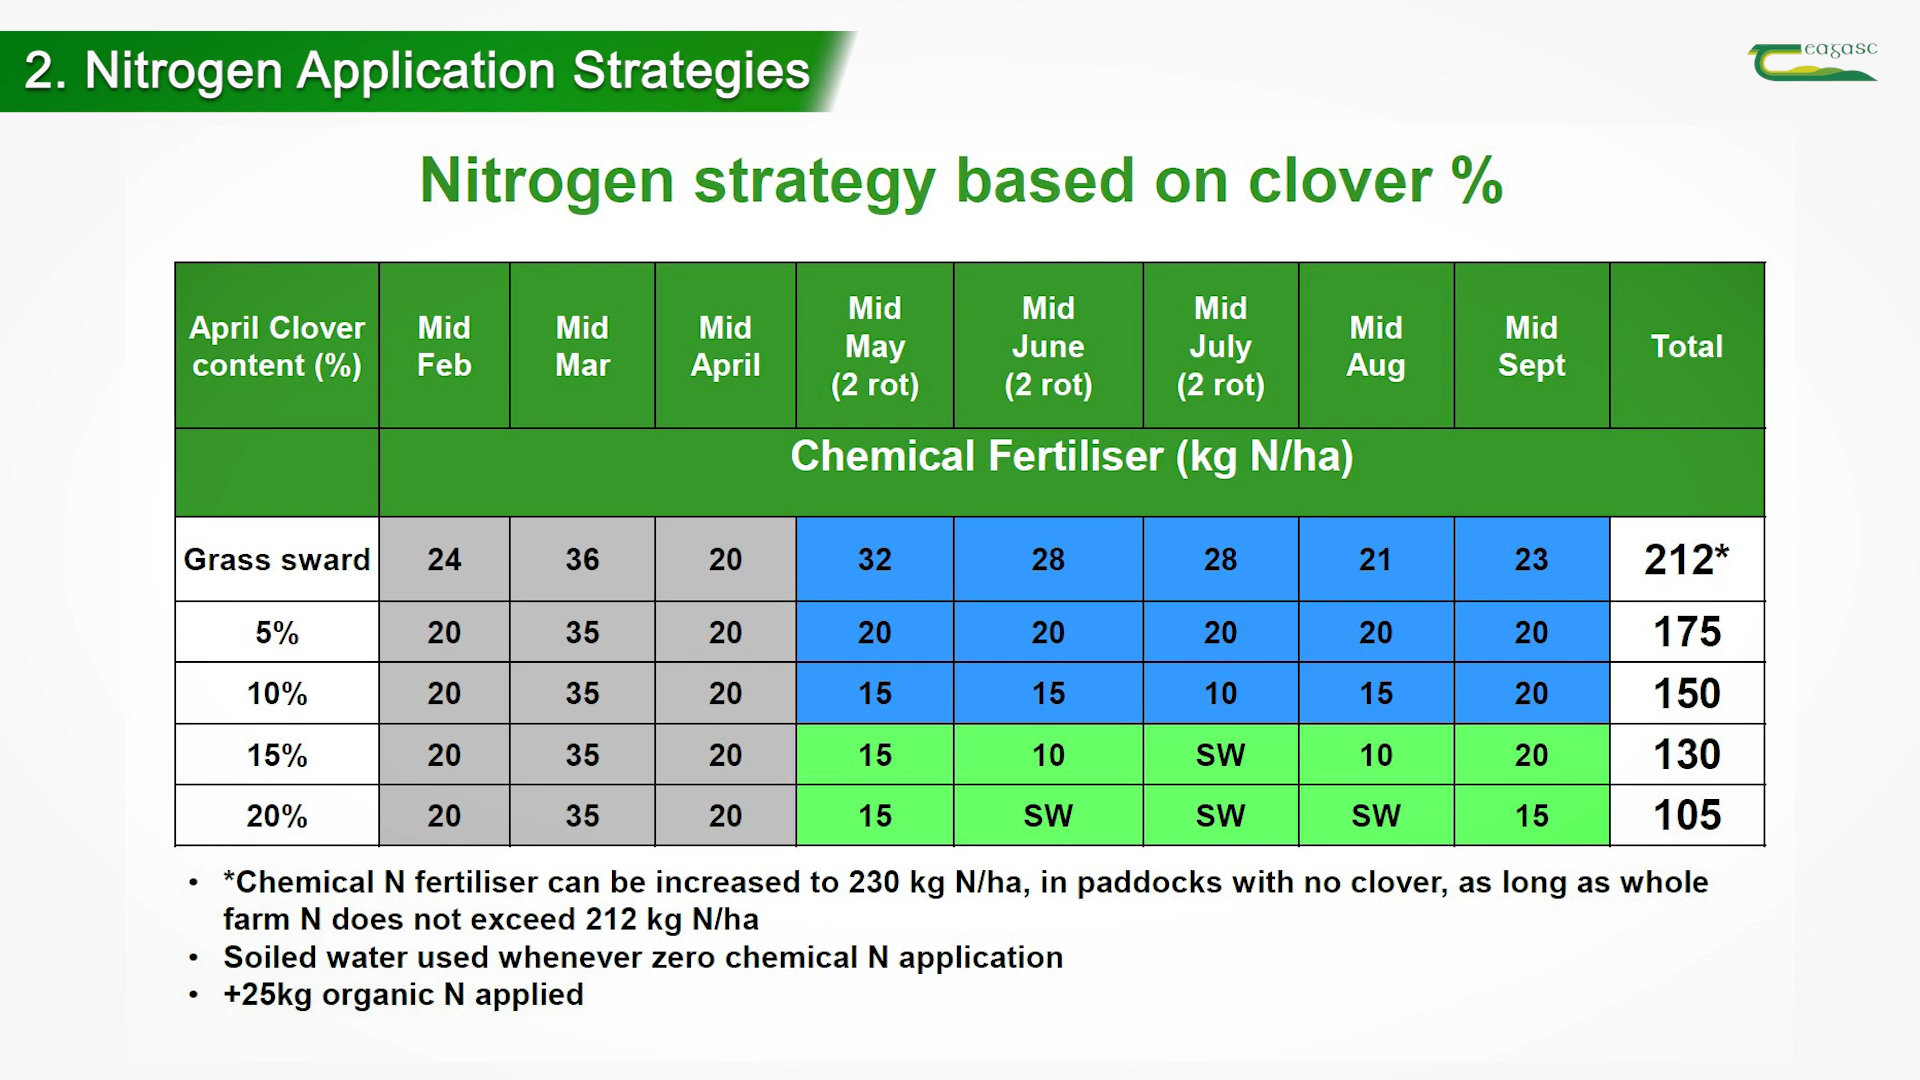 2. Nitrogen Application Strategies
eagasc
Nitrogen strategy based on clover %
April Clover content (%) Mid Feb Mid Mar Mid April Mid May (2 rot) Mid June (2 rot) Mid July (2 rot) Mid Aug Mid Sept Total
Chemical Fertiliser (kg N/ha)
Grass sward 24 36 20 32 28 28 21 23 212*
5% 20 35 20 20 20 20 20 20 175
10% 20 35 20 15 15 10 15 20 150
15% 20 35 20 15 10 SW 10 20 130
20% 20 35 20 15 SW SW SW 15 105
• *Chemical N fertiliser can be increased to 230 kg N/ha, in paddocks with no clover, as long as whole
farm N does not exceed 212 kg N/ha
• Soiled water used whenever zero chemical N application
• +25kg organic N applied